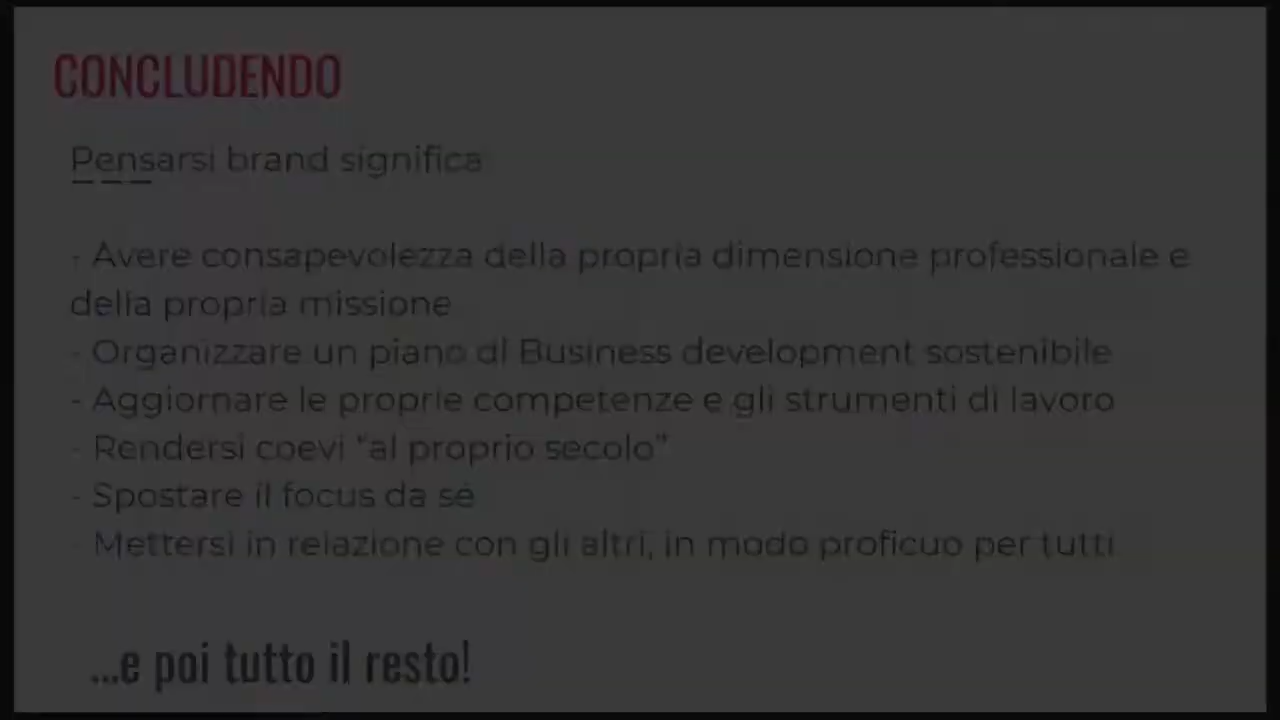 CONCLUDENDO
Pensarsi brand significa
- Avere consapevolezza della propria dimensione professionale e
della propria missione
- Organizzare un piano di Business development sostenibile
- Aggiornare le proprie competenze e gli strumenti di lavoro
- Rendersi coevi “al proprio secolo”
- Spostare il focus da sé
- Mettersi in relazione con gli altri, in modo proficuo per tutti
...e poi tutto il resto!